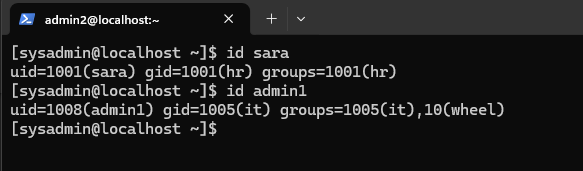 admin2@localhost:~
[sysadmin@localhost ~]$ id sara
uid=1001(sara) gid=1001(hr) groups=1001(hr)
[sysadmin@localhost ~]$ id admin1
uid=1008(admin1) gid=1005(it) groups=1005(it),10(wheel)
[sysadmin@localhost ~]$